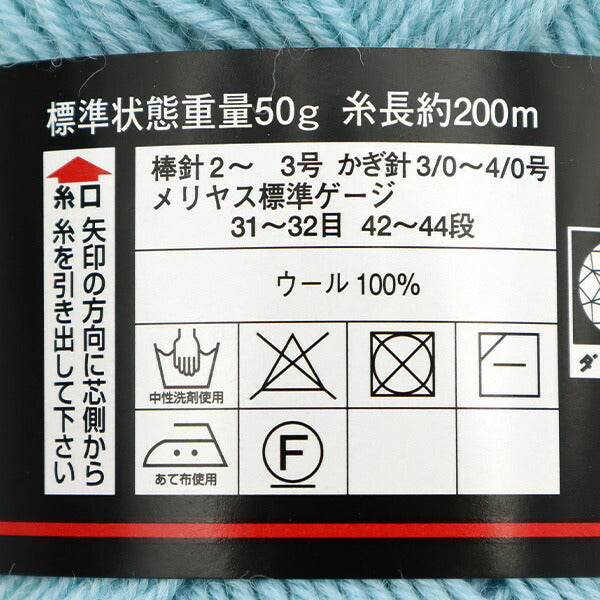 標準状態重量50g 糸長約200m
棒針2～ 3号 かぎ針3/0～4/0号
メリヤス標準ゲージ
31～32目 42～44段
ウール 100%
中性洗剤使用
あて布使用
F
糸口 矢印の方向に芯側から
糸を引き出して下さい
ダ